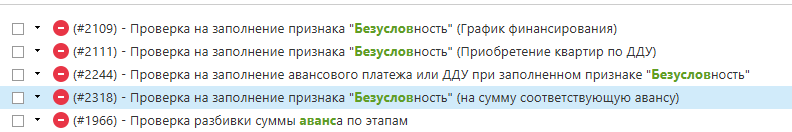 (#2109) - Проверка на заполнение признака "Безусловность" (График финансирования)
(#2111) - Проверка на заполнение признака "Безусловность" (Приобретение квартир по ДДУ)
(#2244) - Проверка на заполнение авансового платежа или ДДУ при заполненном признаке "Безусловность"
(#2318) - Проверка на заполнение признака "Безусловность" (на сумму соответствующую авансу)
(#1966) - Проверка разбивки суммы аванса по этапам